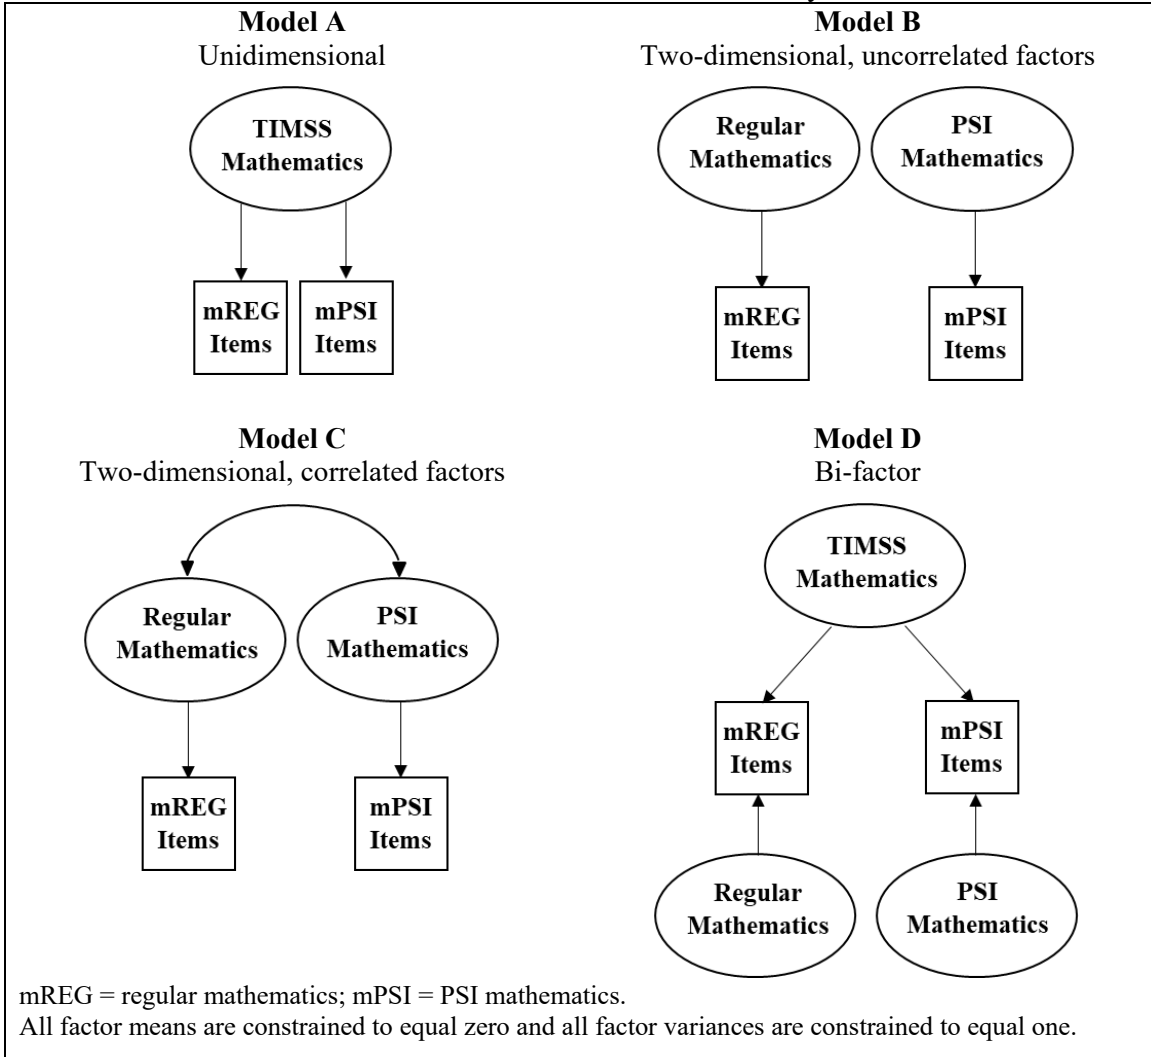 Model A
Unidimensional
TIMSS
Mathematics
mREG
Items
mPSI
Items
Model B
Two-dimensional, uncorrelated factors
Regular
Mathematics
PSI
Mathematics
mREG
Items
mPSI
Items
Model C
Two-dimensional, correlated factors
Regular
Mathematics
PSI
Mathematics
mREG
Items
mPSI
Items
Model D
Bi-factor
TIMSS
Mathematics
mREG
Items
mPSI
Items
Regular
Mathematics
PSI
Mathematics
mREG = regular mathematics; mPSI = PSI mathematics.
All factor means are constrained to equal zero and all factor variances are constrained to equal one.